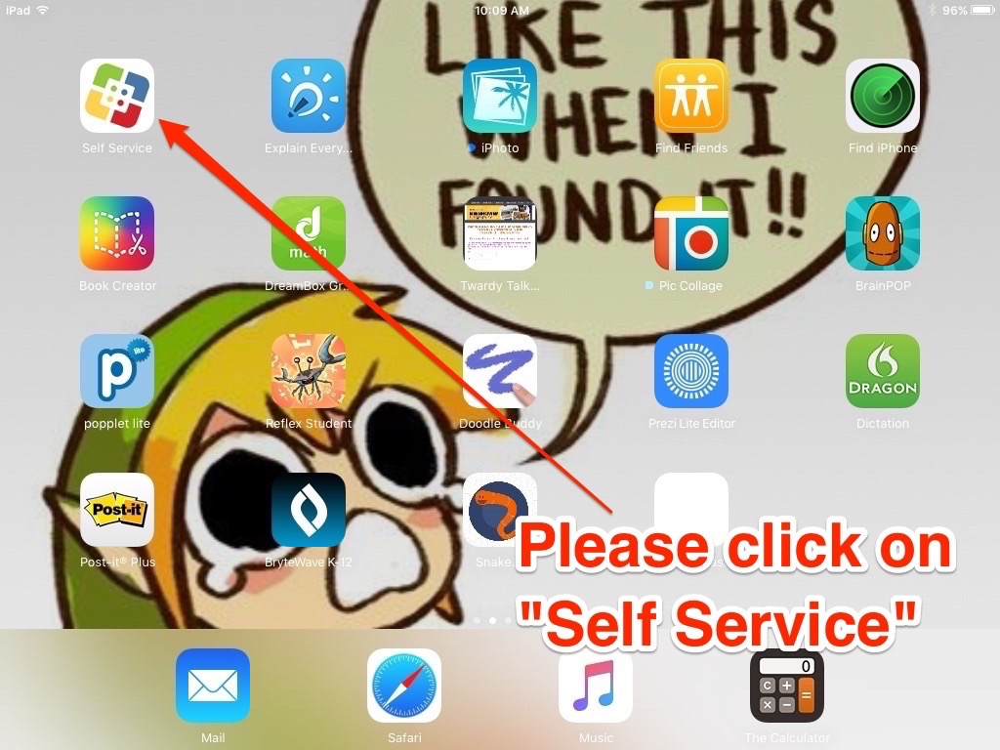 iPad 10:09 AM 96%
LIKE THIS
WHEN I
FOUND IT!!
Self Service Explain Every... iPhoto Find Friends Find iPhone
math
Book Creator DreamBox Gr... Twardy Talk... Pic Collage BrainPOP
p lite DRAGON
popplet lite Reflex Student Doodle Buddy Prezi Lite Editor Dictation
Post-it
Post-it® Plus BryteWave K-12 Snake
Please click on
"Self Service"
0
C + = × −
Mail Safari Music The Calculator